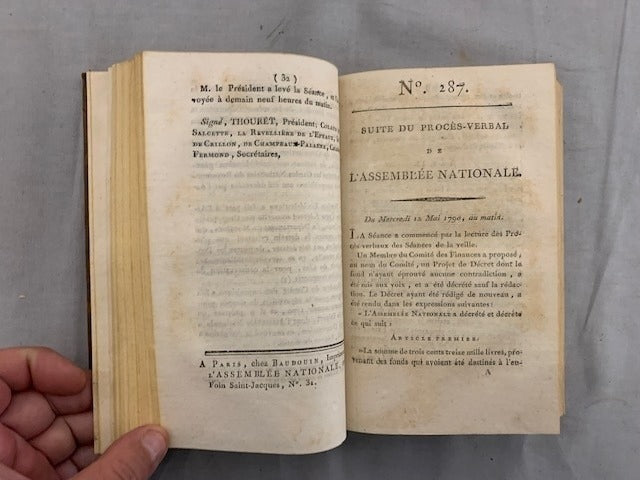 ( 32 )
M. le Président a levé la Séance, et l'a
voyée à demain neuf heures du matin.
Signé, THOURET, Président;
SALCETTE, LA REVELLIÈRE DE L'EPEAUX,
DE CRILLON, DE CHAMPEAUX-PALASNE,
FERMOND, Secrétaires,
A PARIS, chez BAUDOUIN, Imprim
L'ASSEMBLÉE NATIONALE,
Foin Saint-Jacques, N°. 31.
N°. 287.
SUITE DU PROCÈS-VERBAL
DE
L'ASSEMBLÉE NATIONALE.
Du Mercredi 12 Mai 1790, au matin.
LA Séance a commencé par la lecture des Pro-
cès-verbaux des Séances de la veille.
Un Membre du Comité des Finances a proposé,
au nom du Comité, un Projet de Décret dont le
fond n'ayant éprouvé aucune contradiction, a
été mis aux voix, et a été décrété sauf la rédac-
tion. Le Décret ayant été rédigé de nouveau, a
été rendu dans les expressions suivantes:
« L'ASSEMBLÉE NATIONALE a décrété et décrète
ce qui suit:
ARTICLE PREMIER.
»La somme de trois cents treize mille livres, pro-
venant des fonds qui avoient été destinés à l'en-
A